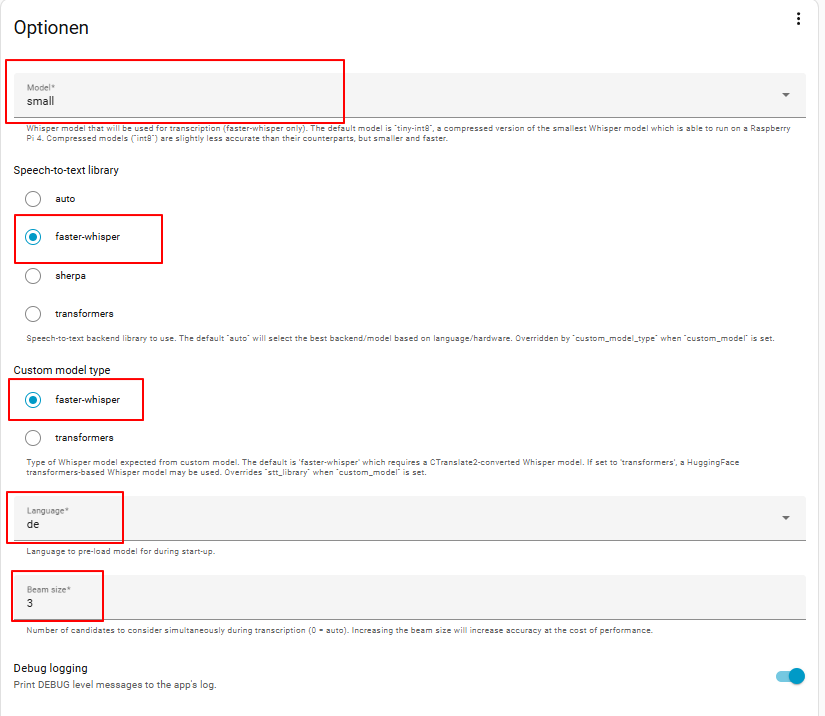 Optionen
Model*
small
Whisper model that will be used for transcription (faster-whisper only). The default model is "tiny-int8", a compressed version of the smallest Whisper model which is able to run on a Raspberry
Pi 4. Compressed models ("int8") are slightly less accurate than their counterparts, but smaller and faster.
Speech-to-text library
auto
faster-whisper
sherpa
transformers
Speech-to-text backend library to use. The default "auto" will select the best backend/model based on language/hardware. Overridden by "custom_model_type" when "custom_model" is set.
Custom model type
faster-whisper
transformers
Type of Whisper model expected from custom model. The default is 'faster-whisper' which requires a CTranslate2-converted Whisper model. If set to 'transformers', a HuggingFace
transformers-based Whisper model may be used. Overrides "stt_library" when "custom_model" is set.
Language*
de
Language to pre-load model for during start-up.
Beam size*
3
Number of candidates to consider simultaneously during transcription (0 = auto). Increasing the beam size will increase accuracy at the cost of performance.
Debug logging
Print DEBUG level messages to the app's log.